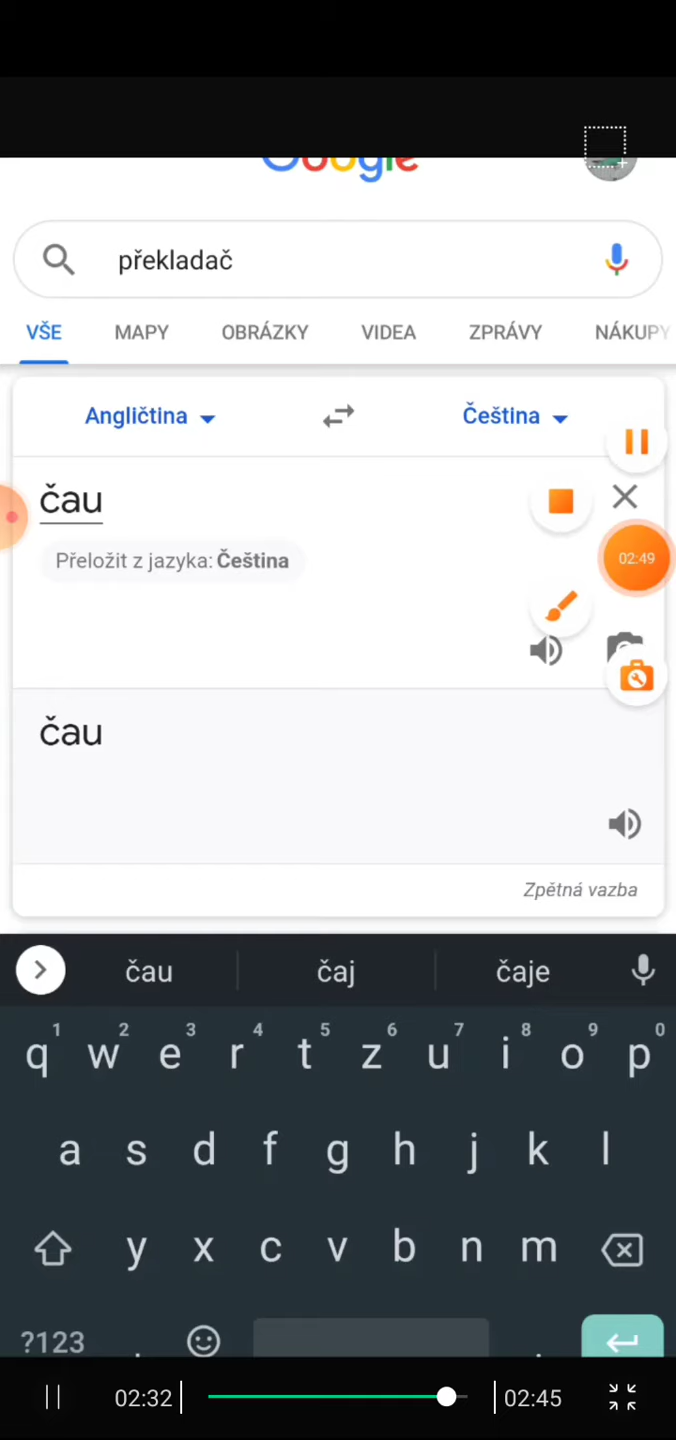 Google
překladač
VŠE MAPY OBRÁZKY VIDEA ZPRÁVY NÁKUPY
Angličtina Čeština
čau
Přeložit z jazyka: Čeština
02:49
čau
Zpětná vazba
čau čaj čaje
1 2 3 4 5 6 7 8 9 0
q w e r t z u i o p
a s d f g h j k l
y x c v b n m
?123 , .
02:32 02:45